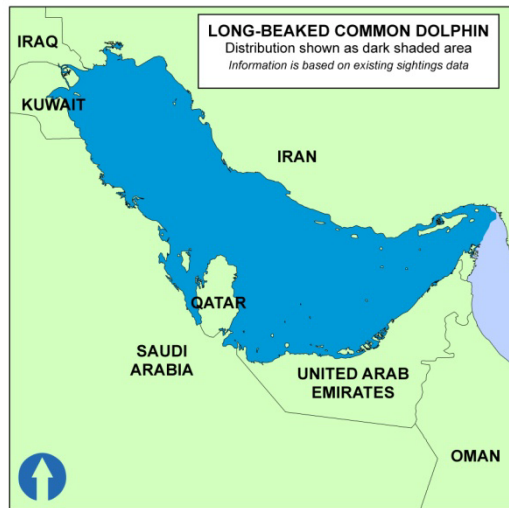 LONG-BEAKED COMMON DOLPHIN
Distribution shown as dark shaded area
Information is based on existing sightings data
IRAQ
KUWAIT
IRAN
QATAR
SAUDI
ARABIA
UNITED ARAB
EMIRATES
OMAN